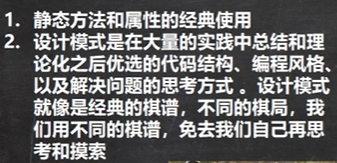 1. 静态方法和属性的经典使用
2. 设计模式是在大量的实践中总结和理
论化之后优选的代码结构、编程风格、
以及解决问题的思考方式。设计模式
就像是经典的棋谱，不同的棋局，我
们用不同的棋谱，免去我们自己再思
考和摸索